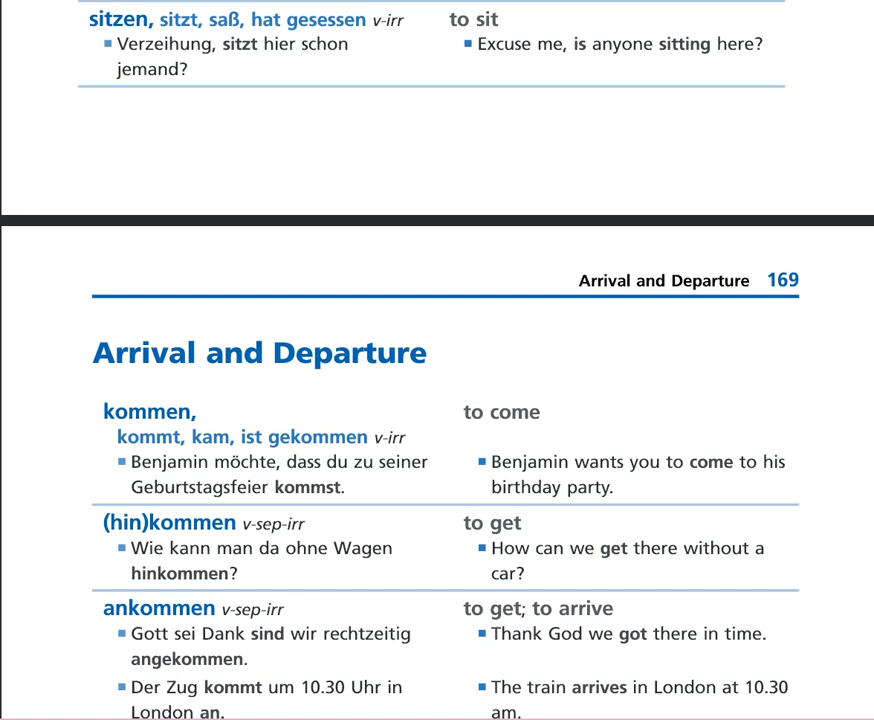 sitzen, sitzt, saß, hat gesessen v-irr to sit
▪ Verzeihung, sitzt hier schon ▪ Excuse me, is anyone sitting here?
jemand?
Arrival and Departure 169
Arrival and Departure
kommen, to come
kommt, kam, ist gekommen v-irr
▪ Benjamin möchte, dass du zu seiner ▪ Benjamin wants you to come to his
Geburtstagsfeier kommst. birthday party.
(hin)kommen v-sep-irr to get
▪ Wie kann man da ohne Wagen ▪ How can we get there without a
hinkommen? car?
ankommen v-sep-irr to get; to arrive
▪ Gott sei Dank sind wir rechtzeitig ▪ Thank God we got there in time.
angekommen.
▪ Der Zug kommt um 10.30 Uhr in ▪ The train arrives in London at 10.30
London an. am.